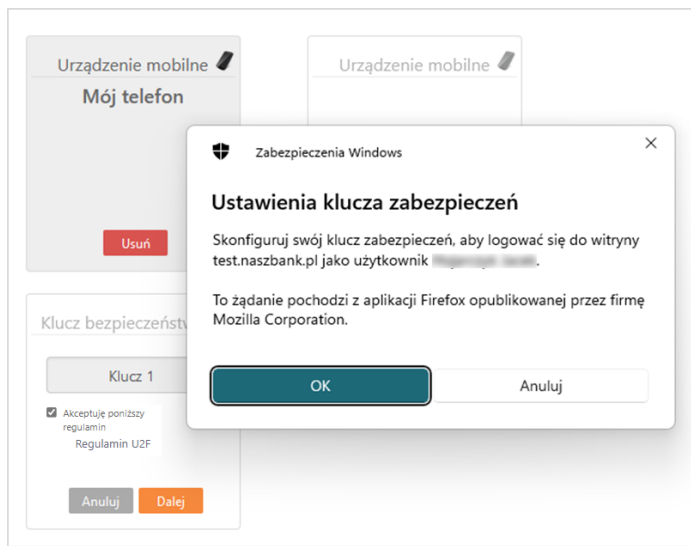 Urządzenie mobilne
Mój telefon
Usuń
Urządzenie mobilne
Zabezpieczenia Windows
Ustawienia klucza zabezpieczeń
Skonfiguruj swój klucz zabezpieczeń, aby logować się do witryny
test.naszbank.pl jako użytkownik
To żądanie pochodzi z aplikacji Firefox opublikowanej przez firmę
Mozilla Corporation.
OK
Anuluj
Klucz bezpieczeństw
Klucz 1
Akceptuję poniższy
regulamin
Regulamin U2F
Anuluj
Dalej